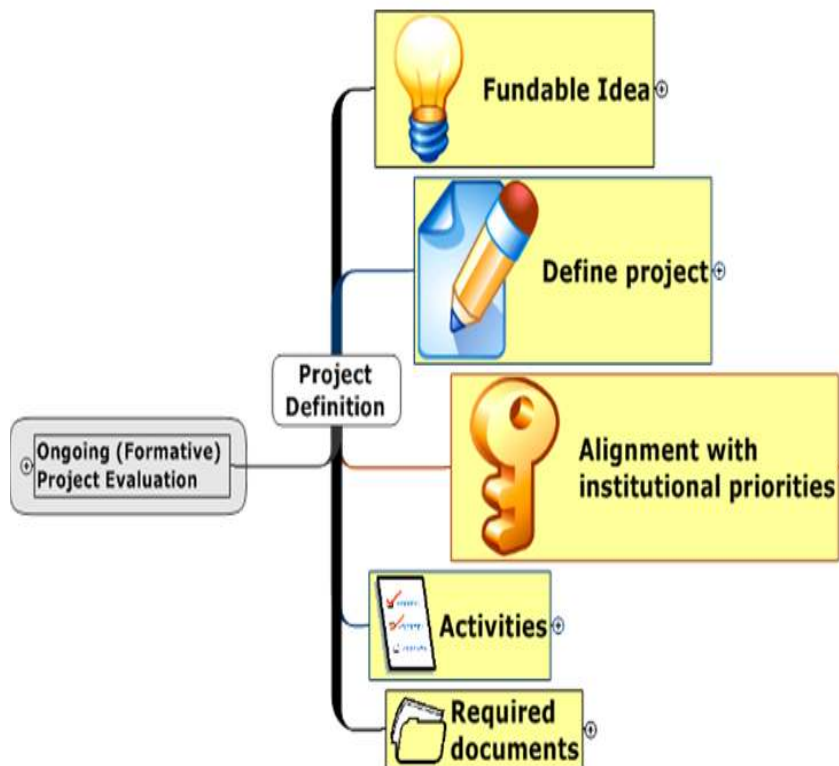 Fundable Idea
Define project
Project
Definition
Ongoing (Formative)
Project Evaluation
Alignment with
institutional priorities
Activities
Required
documents